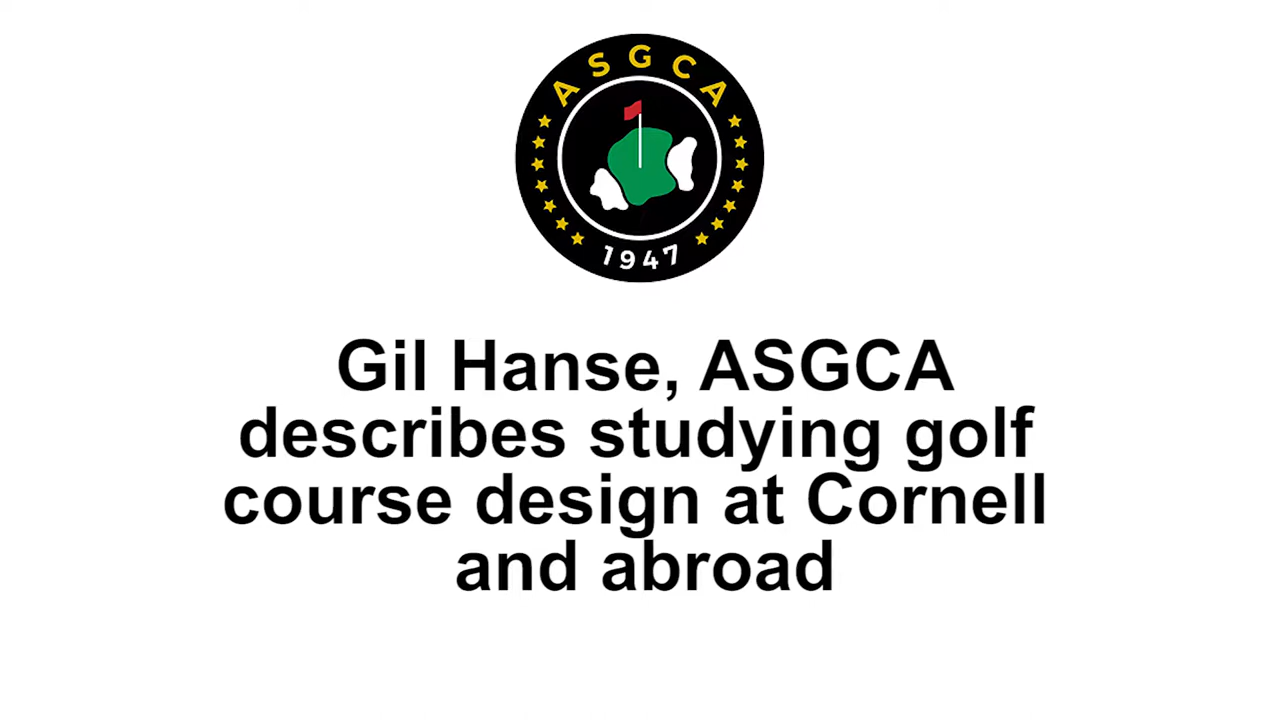 ASGCA
1947
Gil Hanse, ASGCA
describes studying golf
course design at Cornell
and abroad